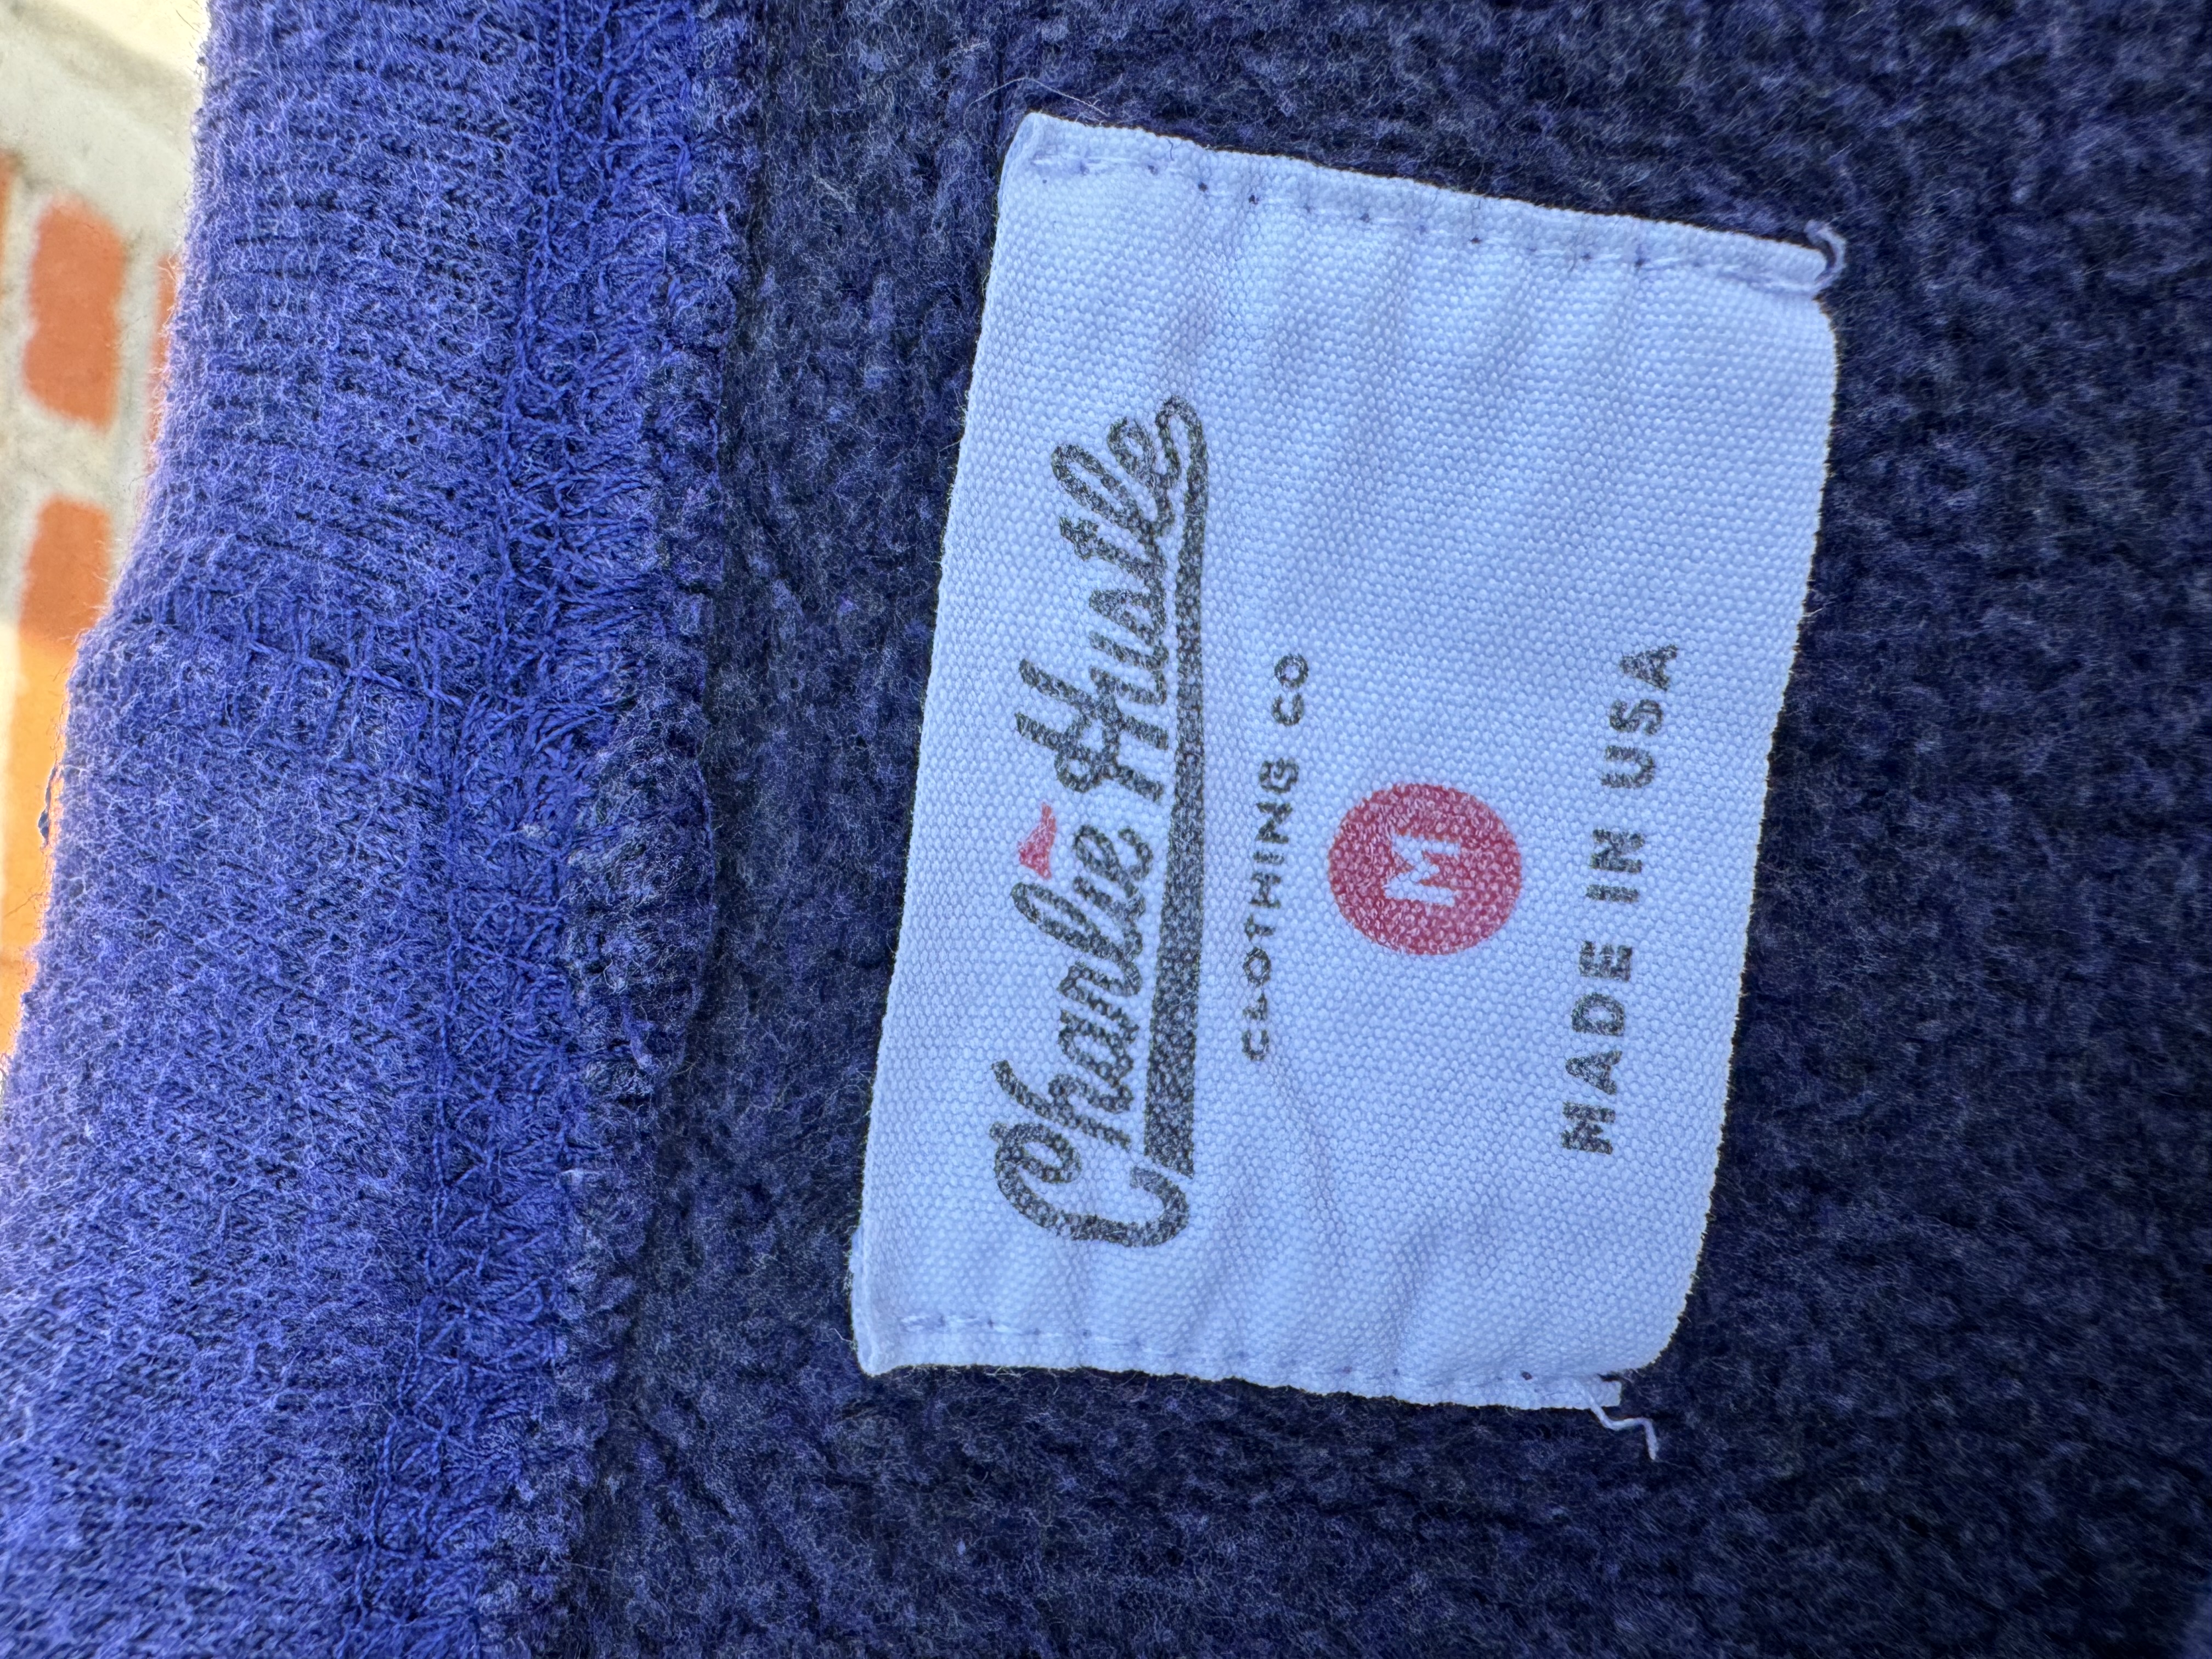 Charlie Hustle
CLOTHING CO
M
MADE IN USA